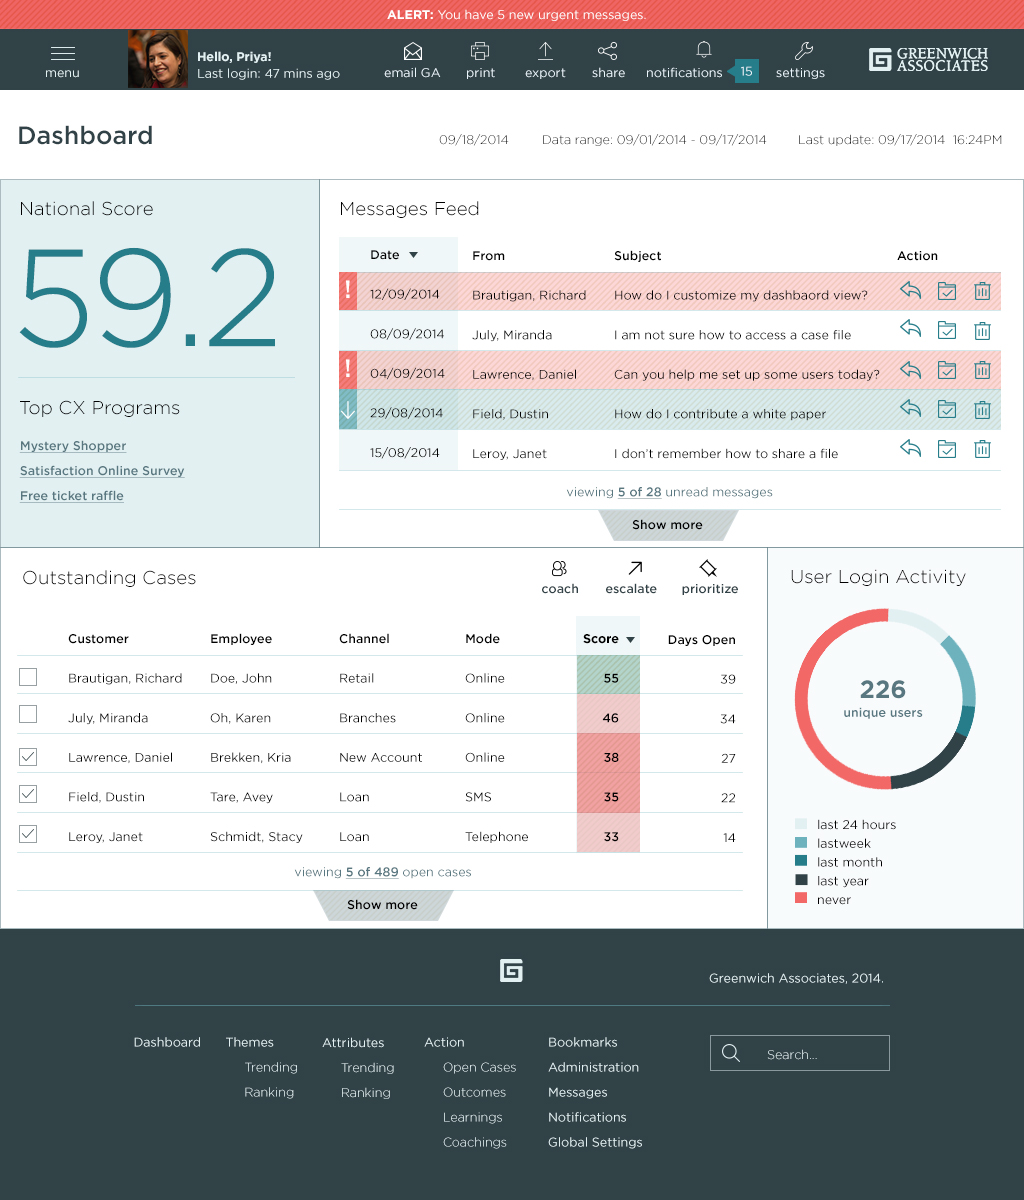 ALERT: You have 5 new urgent messages.
menu
Hello, Priya!
Last login: 47 mins ago
email GA
print
export
share
notifications
15
settings
GREENWICH
ASSOCIATES
Dashboard
09/18/2014
Data range: 09/01/2014 - 09/17/2014
Last update: 09/17/2014 16:24PM
National Score
59.2
Top CX Programs
Mystery Shopper
Satisfaction Online Survey
Free ticket raffle
Messages Feed
Date From Subject Action
! 12/09/2014 Brautigan, Richard How do I customize my dashbaord view?
08/09/2014 July, Miranda I am not sure how to access a case file
! 04/09/2014 Lawrence, Daniel Can you help me set up some users today?
29/08/2014 Field, Dustin How do I contribute a white paper
15/08/2014 Leroy, Janet I don't remember how to share a file
viewing 5 of 28 unread messages
Show more
Outstanding Cases
coach
escalate
prioritize
Customer Employee Channel Mode Score Days Open
Brautigan, Richard Doe, John Retail Online 55 39
July, Miranda Oh, Karen Branches Online 46 34
Lawrence, Daniel Brekken, Kria New Account Online 38 27
Field, Dustin Tare, Avey Loan SMS 35 22
Leroy, Janet Schmidt, Stacy Loan Telephone 33 14
viewing 5 of 489 open cases
Show more
User Login Activity
226
unique users
last 24 hours
lastweek
last month
last year
never
Greenwich Associates, 2014.
Dashboard
Themes
Trending
Ranking
Attributes
Trending
Ranking
Action
Open Cases
Outcomes
Learnings
Coachings
Bookmarks
Administration
Messages
Notifications
Global Settings
Search...